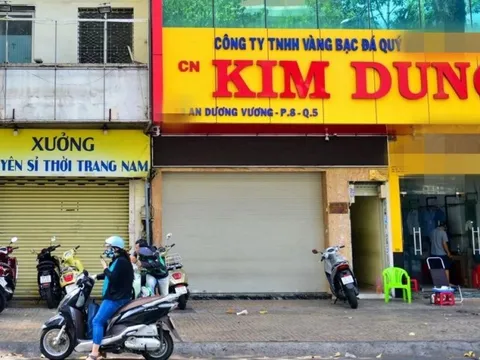 XƯỞNG
YÊN SỈ THỜI TRANG NAM
CÔNG TY TNHH VÀNG BẠC ĐÁ QUÝ
CN KIM DUNG
AN DƯƠNG VƯƠNG - P.8 - Q.5